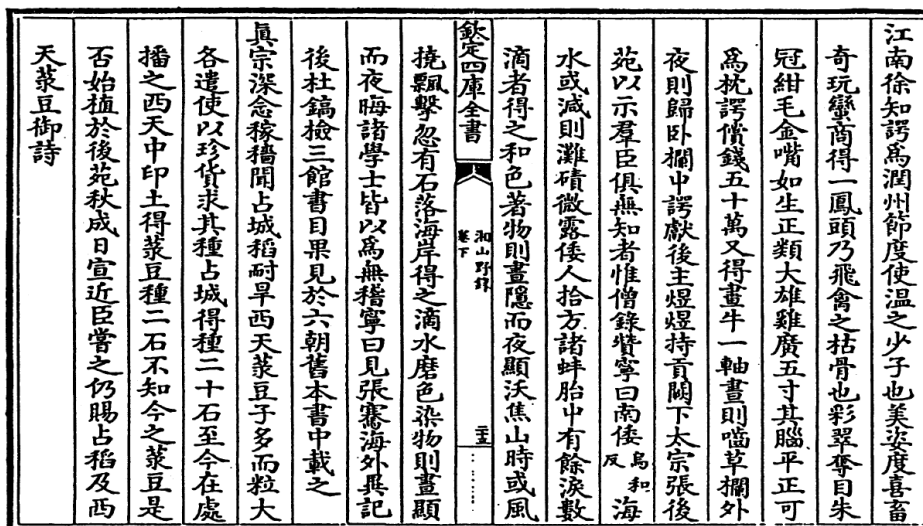 江南徐知諤爲潤州節度使溫之少子也美姿度喜畜
奇玩蠻商得一鳳頭乃飛禽之枯骨也彩翠奪目朱
冠紺毛金嘴如生正類大雄雞廣五寸其腦平正可
爲枕諤償錢五十萬又得畫牛一軸晝則嚙草欄外
夜則歸卧欄中諤獻後主煜煜持貢闕下太宗張後
苑以示羣臣俱無知者惟僧錄贊寧曰南倭烏和反海
水或減則灘磧微露倭人拾方諸蚌胎中有餘淚數
滴者得之和色著物則晝隱而夜顯沃焦山時或風
欽定四庫全書
湘山野錄
卷下
二十五
撓飄擊忽有石落海岸得之滴水磨色染物則晝顯
而夜晦諸學士皆以爲無稽寧曰見張騫海外異記
後杜鎬檢三館書目果見於六朝舊本書中載之
眞宗深念稼穡聞占城稻耐旱西天菉豆子多而粒大
各遣使以珍貨求其種占城得種二十石至今在處
播之西天中印土得菉豆種二石不知今之菉豆是
否始植於後苑秋成日宣近臣嘗之仍賜占稻及西
天菉豆御詩